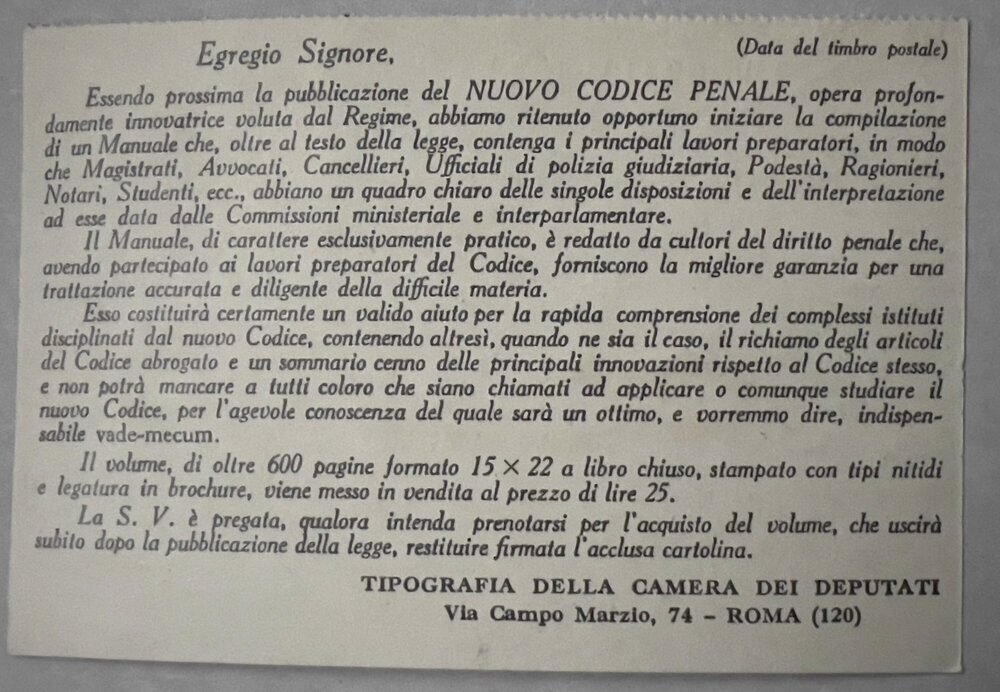 Egregio Signore,
(Data del timbro postale)
Essendo prossima la pubblicazione del NUOVO CODICE PENALE, opera profon-
damente innovatrice voluta dal Regime, abbiamo ritenuto opportuno iniziare la compilazione
di un Manuale che, oltre al testo della legge, contenga i principali lavori preparatori, in modo
che Magistrati, Avvocati, Cancellieri, Ufficiali di polizia giudiziaria, Podestà, Ragionieri,
Notari, Studenti, ecc., abbiano un quadro chiaro delle singole disposizioni e dell'interpretazione
ad esse data dalle Commissioni ministeriale e interparlamentare.
Il Manuale, di carattere esclusivamente pratico, è redatto da cultori del diritto penale che,
avendo partecipato ai lavori preparatori del Codice, forniscono la migliore garanzia per una
trattazione accurata e diligente della difficile materia.
Esso costituirà certamente un valido aiuto per la rapida comprensione dei complessi istituti
disciplinati dal nuovo Codice, contenendo altresì, quando ne sia il caso, il richiamo degli articoli
del Codice abrogato e un sommario cenno delle principali innovazioni rispetto al Codice stesso,
e non potrà mancare a tutti coloro che siano chiamati ad applicare o comunque studiare il
nuovo Codice, per l'agevole conoscenza del quale sarà un ottimo, e vorremmo dire, indispen-
sabile vade-mecum.
Il volume, di oltre 600 pagine formato 15 × 22 a libro chiuso, stampato con tipi nitidi
e legatura in brochure, viene messo in vendita al prezzo di lire 25.
La S. V. è pregata, qualora intenda prenotarsi per l'acquisto del volume, che uscirà
subito dopo la pubblicazione della legge, restituire firmata l'acclusa cartolina.
TIPOGRAFIA DELLA CAMERA DEI DEPUTATI
Via Campo Marzio, 74 – ROMA (120)